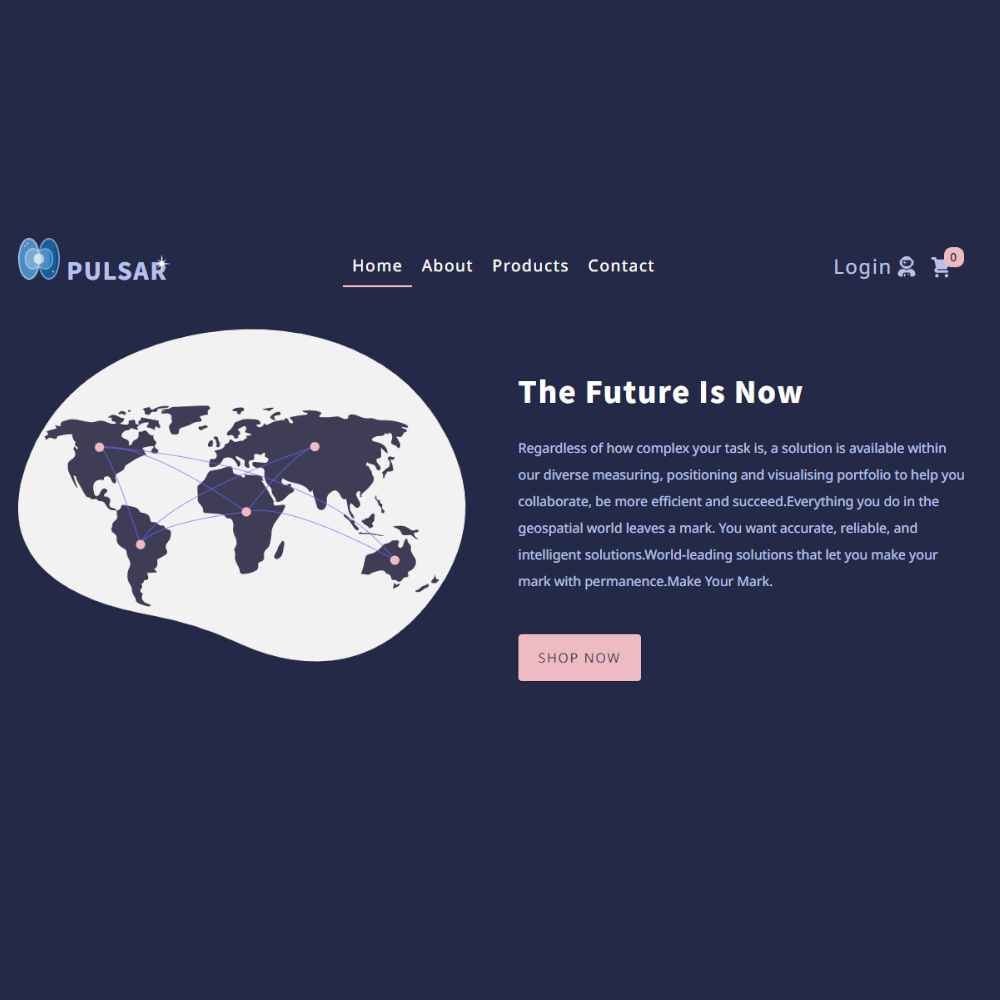 PULSAR
Home About Products Contact
Login
0
The Future Is Now
Regardless of how complex your task is, a solution is available within
our diverse measuring, positioning and visualising portfolio to help you
collaborate, be more efficient and succeed.Everything you do in the
geospatial world leaves a mark. You want accurate, reliable, and
intelligent solutions.World-leading solutions that let you make your
mark with permanence.Make Your Mark.
SHOP NOW